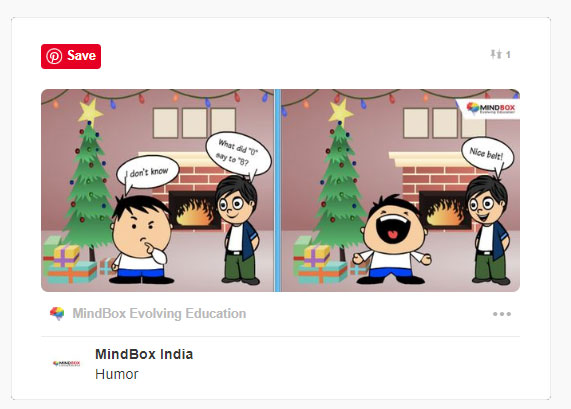 Save
1
I don't know
What did "0"
say to "8?
MINDBOX
Evolving Education
Nice belt!
MindBox Evolving Education
MINDBOX
MindBox India
Humor